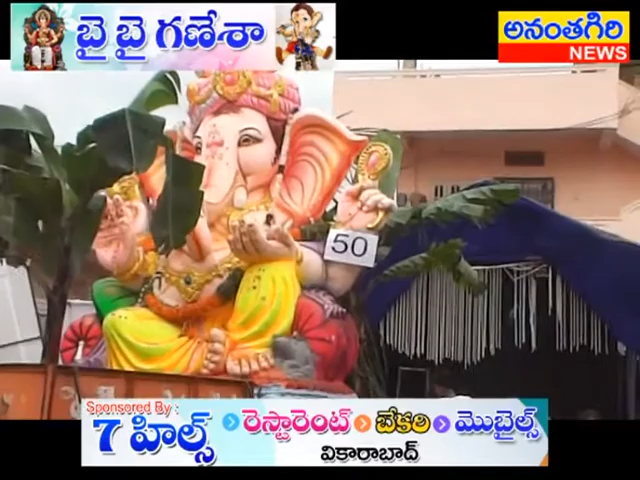 బై బై గణేశా
అనంతగిరి
NEWS
50
Sponsored By :
7 హిల్స్ రెస్టారెంట్ బేకరి మొబైల్స్
వికారాబాద్